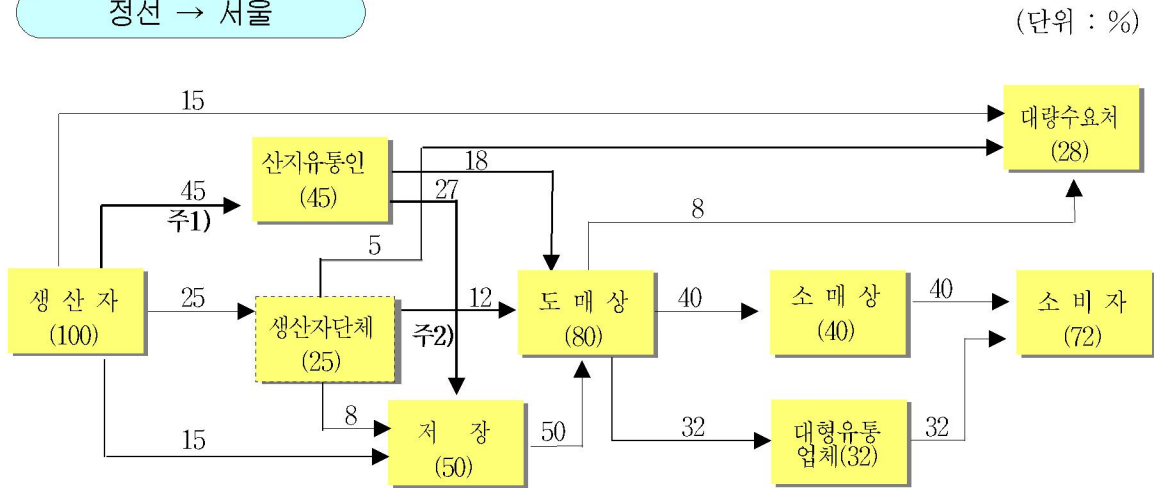 정선 → 서울
(단위 : %)
15
대량수요처
(28)
산지유통인
(45)
18
27
45
주1)
8
5
생 산 자
(100)
25
생산자단체
(25)
12
주2)
도 매 상
(80)
40
소 매 상
(40)
40
소 비 자
(72)
8
15
저 장
(50)
50
32
대형유통
업체(32)
32